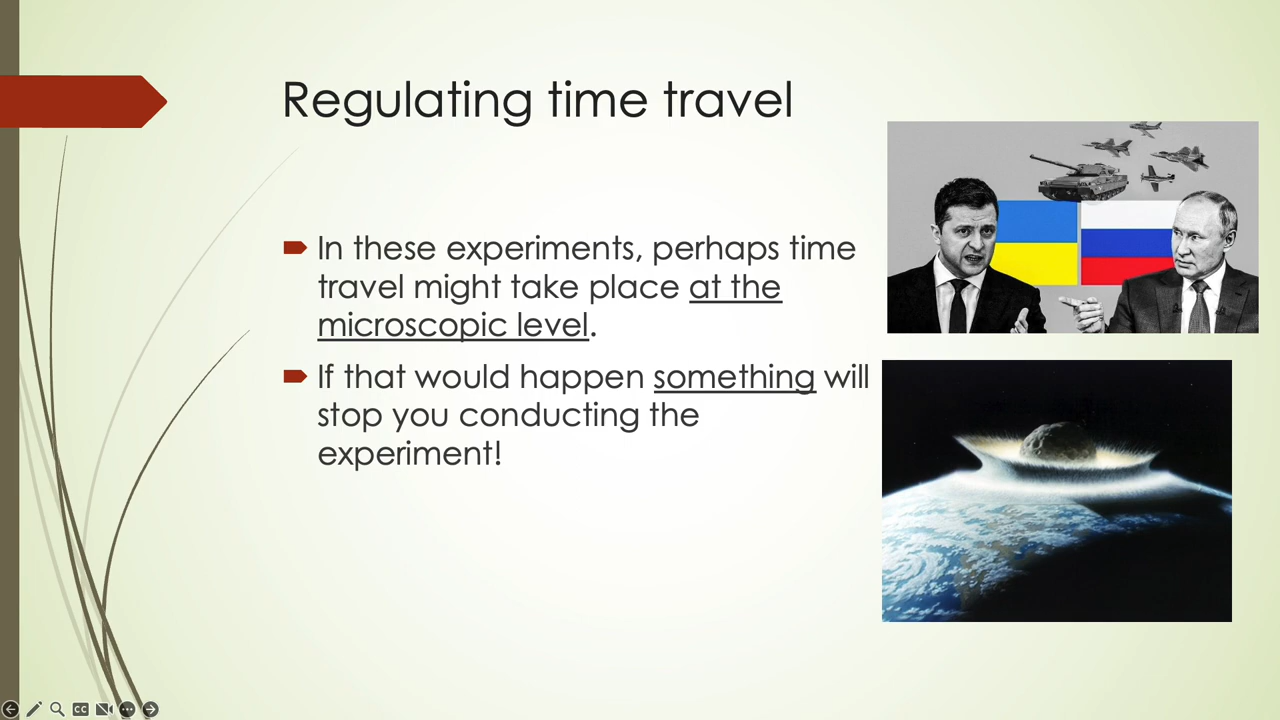 Regulating time travel
In these experiments, perhaps time
travel might take place at the
microscopic level.
If that would happen something will
stop you conducting the
experiment!
CC